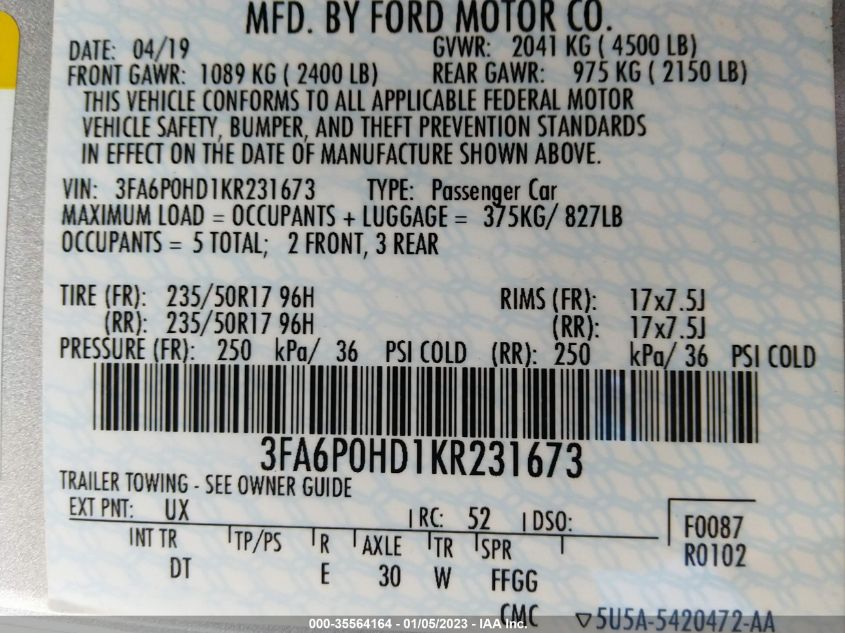 MFD. BY FORD MOTOR CO.
DATE: 04/19 GVWR: 2041 KG ( 4500 LB)
FRONT GAWR: 1089 KG ( 2400 LB) REAR GAWR: 975 KG ( 2150 LB)
THIS VEHICLE CONFORMS TO ALL APPLICABLE FEDERAL MOTOR
VEHICLE SAFETY, BUMPER, AND THEFT PREVENTION STANDARDS
IN EFFECT ON THE DATE OF MANUFACTURE SHOWN ABOVE.
VIN: 3FA6P0HD1KR231673 TYPE: Passenger Car
MAXIMUM LOAD = OCCUPANTS + LUGGAGE = 375KG/ 827LB
OCCUPANTS = 5 TOTAL; 2 FRONT, 3 REAR
TIRE (FR): 235/50R17 96H RIMS (FR): 17x7.5J
(RR): 235/50R17 96H (RR): 17x7.5J
PRESSURE (FR): 250 kPa/ 36 PSI COLD (RR): 250 kPa/ 36 PSI COLD
3FA6P0HD1KR231673
TRAILER TOWING - SEE OWNER GUIDE
EXT PNT: UX RC: 52 DSO: F0087
INT TR TP/PS R AXLE TR SPR R0102
DT E 30 W FFGG
CMC ▽5U5A-5420472-AA
000-35564164 - 01/05/2023 - IAA Inc.